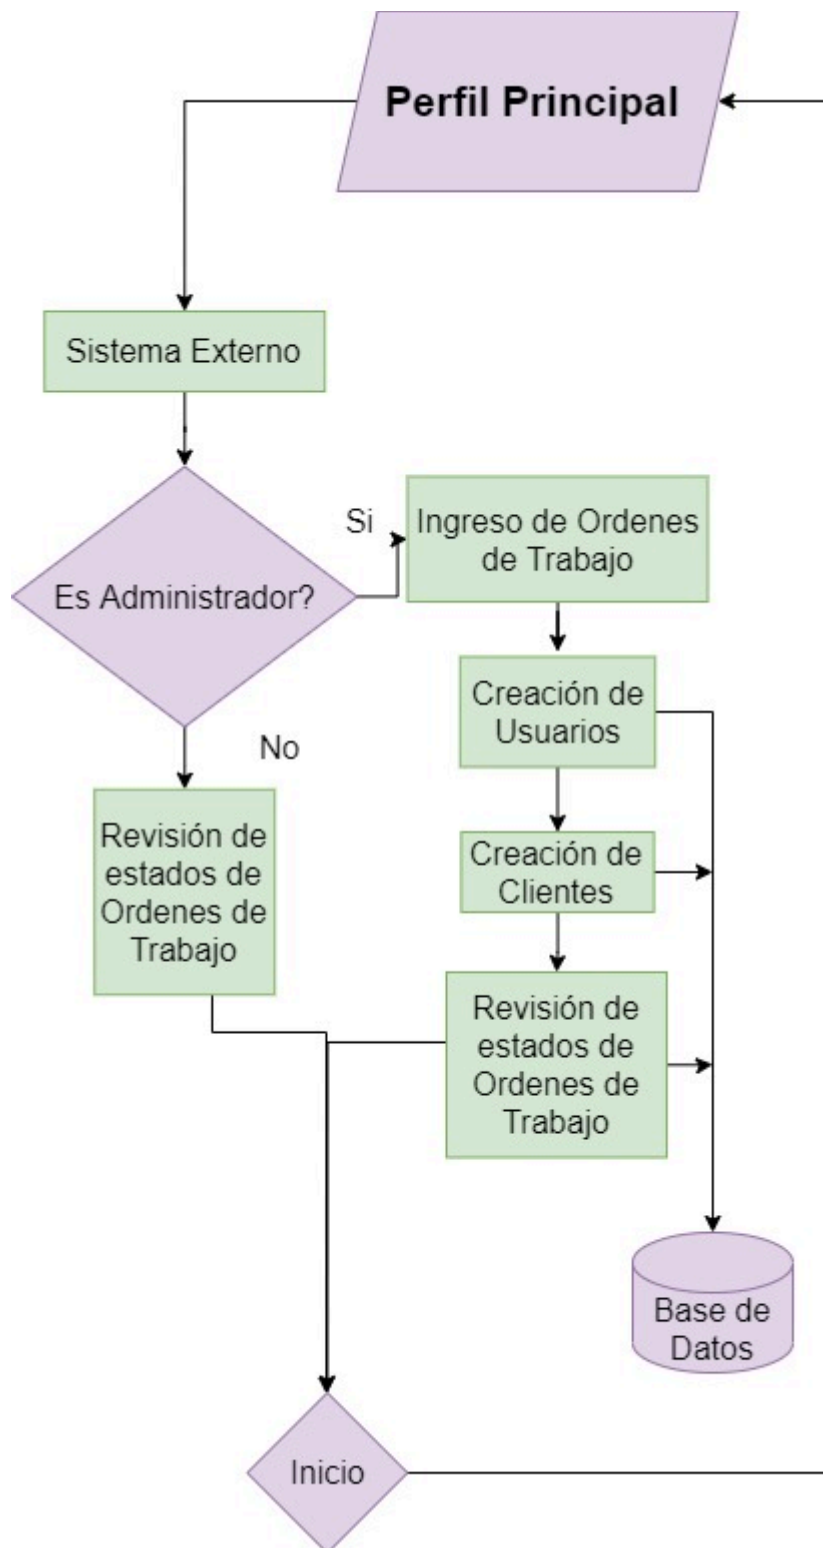 Perfil Principal
Sistema Externo
Es Administrador?
Si
Ingreso de Ordenes
de Trabajo
Creación de
Usuarios
No
Revisión de
estados de
Ordenes de
Trabajo
Creación de
Clientes
Revisión de
estados de
Ordenes de
Trabajo
Base de
Datos
Inicio